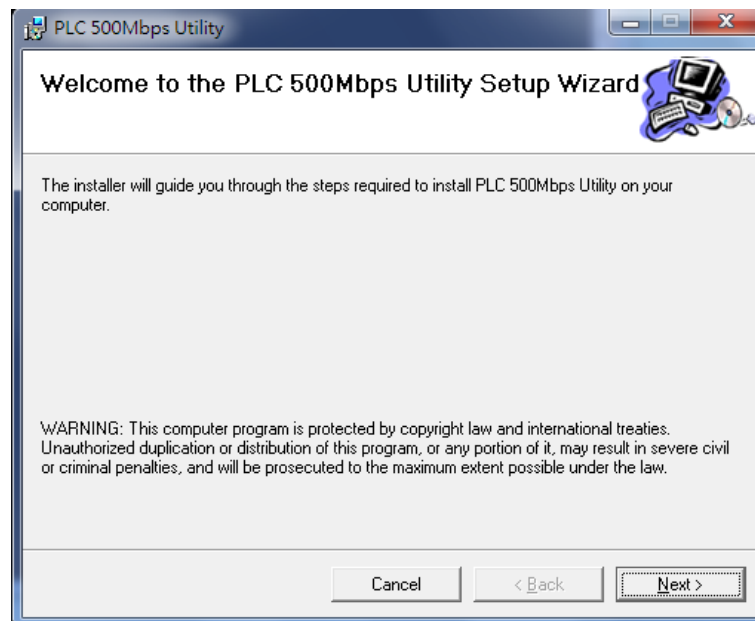 PLC 500Mbps Utility
Welcome to the PLC 500Mbps Utility Setup Wizard
The installer will guide you through the steps required to install PLC 500Mbps Utility on your
computer.
WARNING: This computer program is protected by copyright law and international treaties.
Unauthorized duplication or distribution of this program, or any portion of it, may result in severe civil
or criminal penalties, and will be prosecuted to the maximum extent possible under the law.
Cancel
< Back
Next >